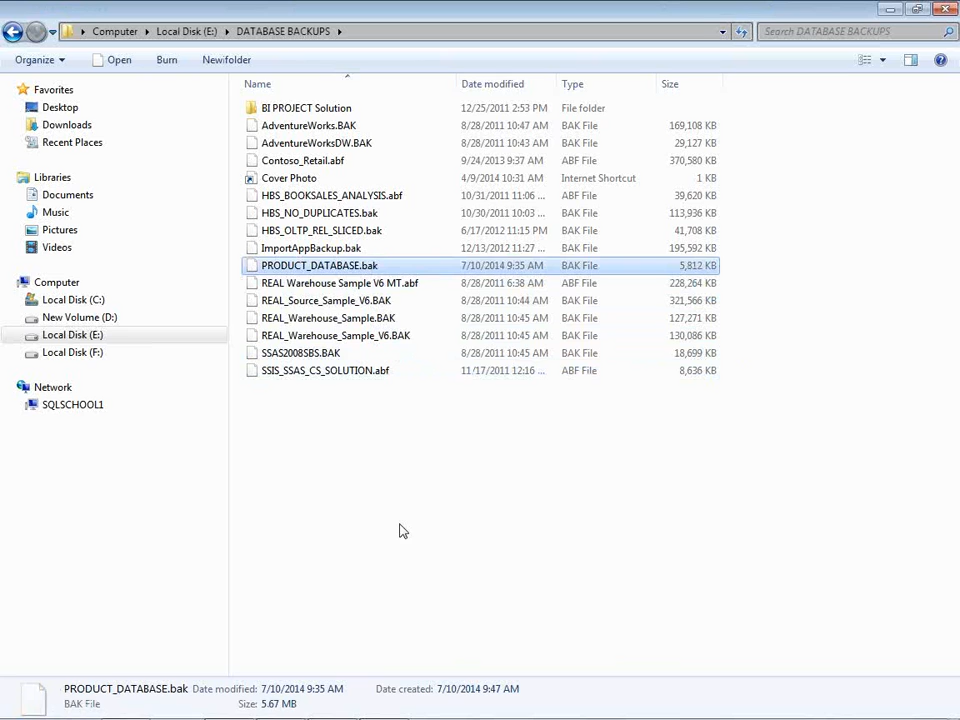 Computer Local Disk (E:) DATABASE BACKUPS Search DATABASE BACKUPS
Organize Open Burn New folder
Name Date modified Type Size
Favorites
Desktop
Downloads
Recent Places
Libraries
Documents
Music
Pictures
Videos
Computer
Local Disk (C:)
New Volume (D:)
Local Disk (E:)
Local Disk (F:)
Network
SQLSCHOOL1
BI PROJECT Solution 12/25/2011 2:53 PM File folder
AdventureWorks.BAK 8/28/2011 10:47 AM BAK File 169,108 KB
AdventureWorksDW.BAK 8/28/2011 10:43 AM BAK File 29,127 KB
Contoso_Retail.abf 9/24/2013 9:37 AM ABF File 370,580 KB
Cover Photo 4/9/2014 10:31 AM Internet Shortcut 1 KB
HBS_BOOKSALES_ANALYSIS.abf 10/31/2011 11:06 ... ABF File 39,620 KB
HBS_NO_DUPLICATES.bak 10/30/2011 10:03 ... BAK File 113,936 KB
HBS_OLTP_REL_SLICED.bak 6/17/2012 11:15 PM BAK File 41,708 KB
ImportAppBackup.bak 12/13/2012 11:27 ... BAK File 195,592 KB
PRODUCT_DATABASE.bak 7/10/2014 9:35 AM BAK File 5,812 KB
REAL Warehouse Sample V6 MT.abf 8/28/2011 6:38 AM ABF File 228,264 KB
REAL_Source_Sample_V6.BAK 8/28/2011 10:44 AM BAK File 321,566 KB
REAL_Warehouse_Sample.BAK 8/28/2011 10:45 AM BAK File 127,271 KB
REAL_Warehouse_Sample_V6.BAK 8/28/2011 10:45 AM BAK File 130,086 KB
SSAS2008SBS.BAK 8/28/2011 10:45 AM BAK File 18,699 KB
SSIS_SSAS_CS_SOLUTION.abf 11/17/2011 12:16 ... ABF File 8,636 KB
PRODUCT_DATABASE.bak Date modified: 7/10/2014 9:35 AM Date created: 7/10/2014 9:47 AM
BAK File Size: 5.67 MB